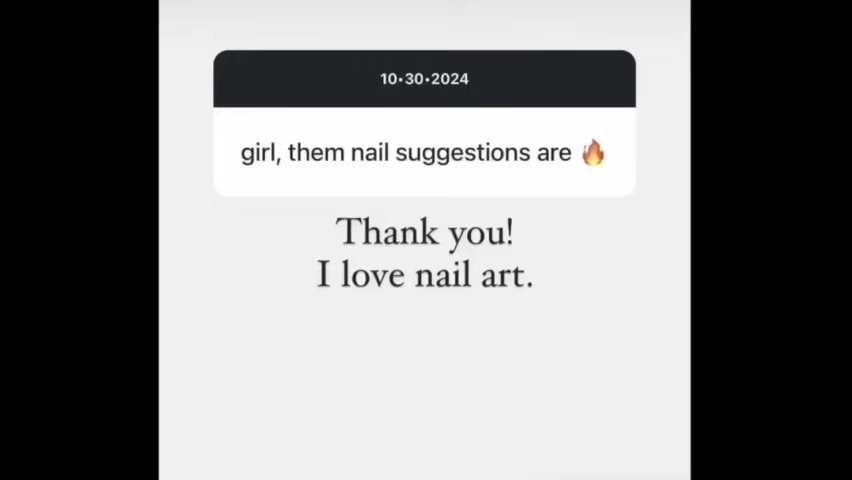 10•30•2024
girl, them nail suggestions are 🔥
Thank you!
I love nail art.